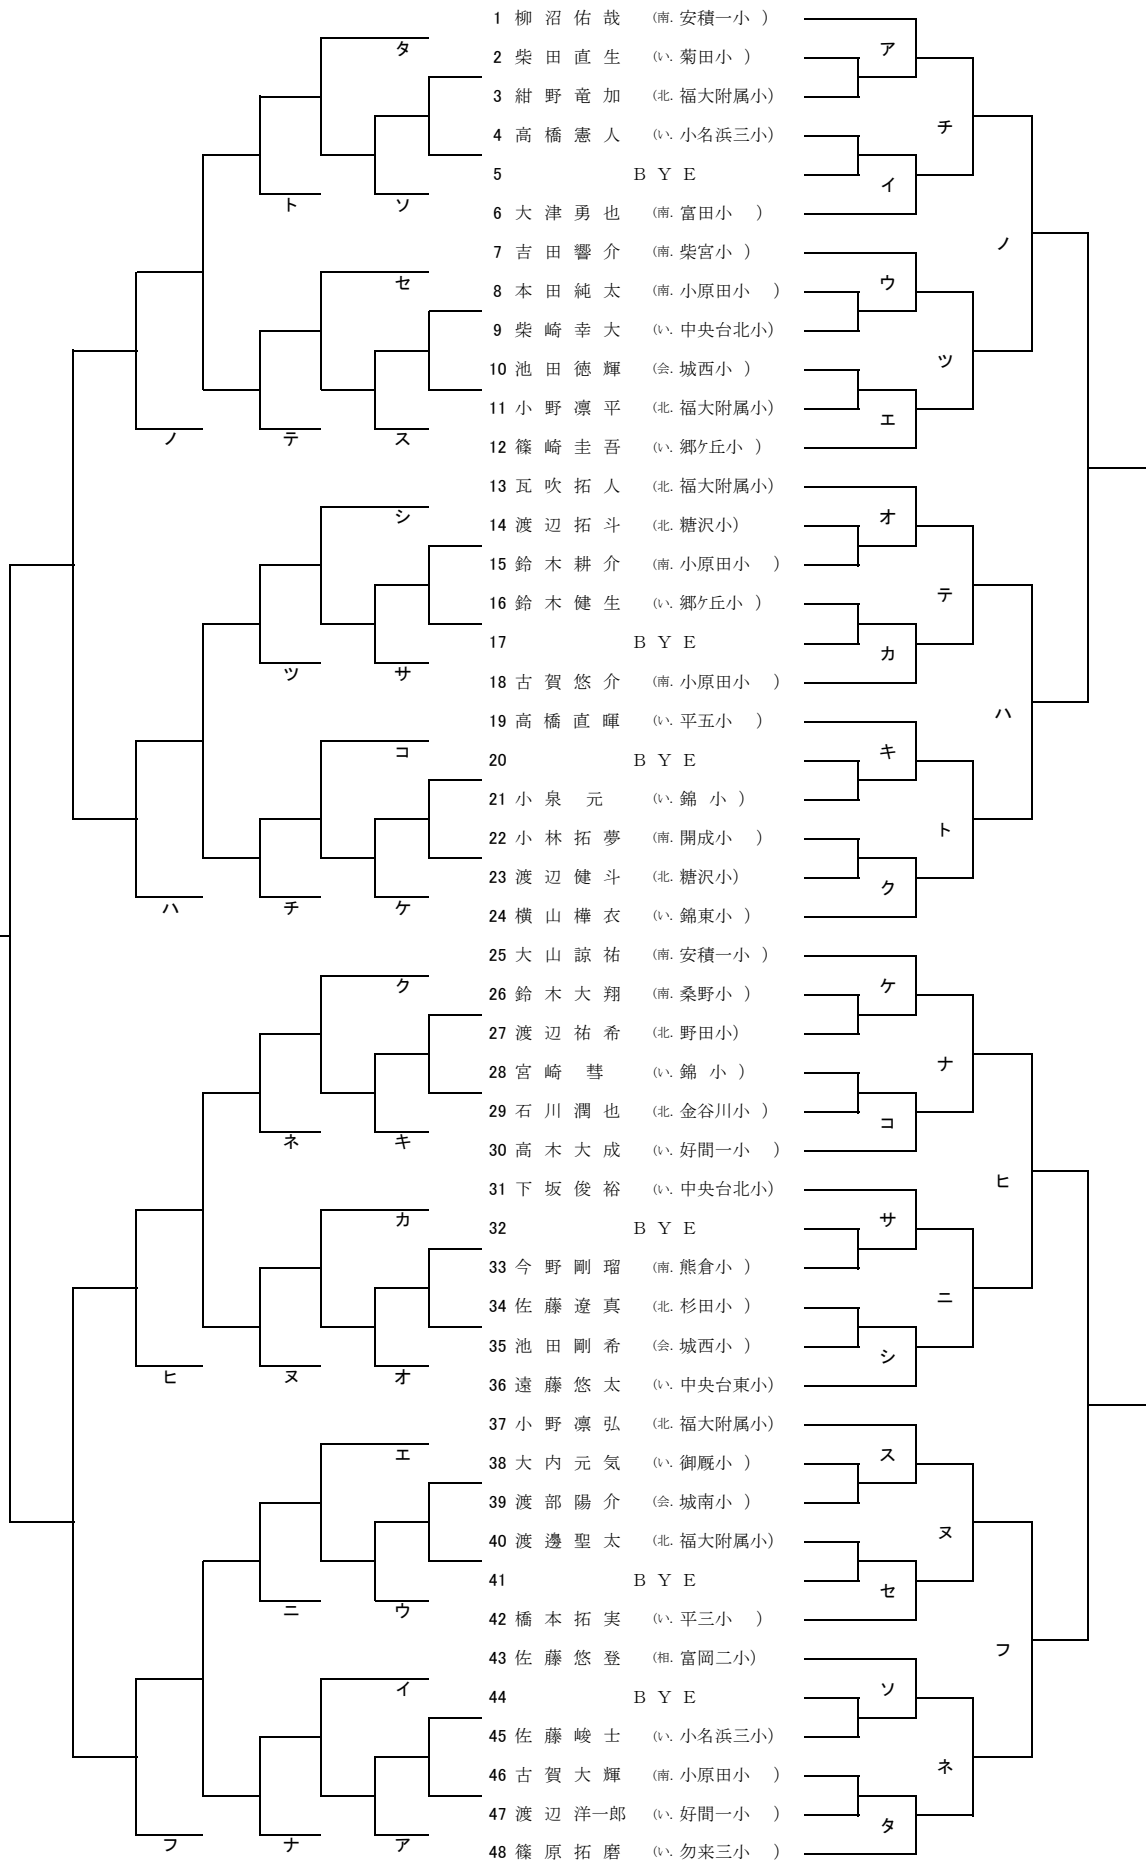 1 柳 沼 佑 哉 (南. 安積一小 )
2 柴 田 直 生 (い. 菊田小 )
3 紺 野 竜 加 (北. 福大附属小)
4 高 橋 憲 人 (い. 小名浜三小)
5 B Y E
6 大 津 勇 也 (南. 富田小 )
7 吉 田 響 介 (南. 柴宮小 )
8 本 田 純 太 (南. 小原田小 )
9 柴 崎 幸 大 (い. 中央台北小)
10 池 田 徳 輝 (会. 城西小 )
11 小 野 凛 平 (北. 福大附属小)
12 篠 崎 圭 吾 (い. 郷ケ丘小 )
13 瓦 吹 拓 人 (北. 福大附属小)
14 渡 辺 拓 斗 (北. 糖沢小)
15 鈴 木 耕 介 (南. 小原田小 )
16 鈴 木 健 生 (い. 郷ケ丘小 )
17 B Y E
18 古 賀 悠 介 (南. 小原田小 )
19 高 橋 直 暉 (い. 平五小 )
20 B Y E
21 小 泉 元 (い. 錦 小 )
22 小 林 拓 夢 (南. 開成小 )
23 渡 辺 健 斗 (北. 糖沢小)
24 横 山 樺 衣 (い. 錦東小 )
25 大 山 諒 祐 (南. 安積一小 )
26 鈴 木 大 翔 (南. 桑野小 )
27 渡 辺 祐 希 (北. 野田小)
28 宮 崎 彗 (い. 錦 小 )
29 石 川 潤 也 (北. 金谷川小 )
30 高 木 大 成 (い. 好間一小 )
31 下 坂 俊 裕 (い. 中央台北小)
32 B Y E
33 今 野 剛 瑠 (南. 熊倉小 )
34 佐 藤 遼 真 (北. 杉田小 )
35 池 田 剛 希 (会. 城西小 )
36 遠 藤 悠 太 (い. 中央台東小)
37 小 野 凛 弘 (北. 福大附属小)
38 大 内 元 気 (い. 御厩小 )
39 渡 部 陽 介 (会. 城南小 )
40 渡 邊 聖 太 (北. 福大附属小)
41 B Y E
42 橋 本 拓 実 (い. 平三小 )
43 佐 藤 悠 登 (相. 富岡二小)
44 B Y E
45 佐 藤 峻 士 (い. 小名浜三小)
46 古 賀 大 輝 (南. 小原田小 )
47 渡 辺 洋一郎 (い. 好間一小 )
48 篠 原 拓 磨 (い. 勿来三小 )
タ
ト
ソ
セ
ノ
テ
ス
シ
ツ
サ
コ
ハ
チ
ケ
ク
ネ
キ
カ
ヒ
ヌ
オ
エ
ニ
ウ
イ
フ
ナ
ア
ア
チ
イ
ノ
ウ
ツ
エ
オ
テ
カ
ハ
キ
ト
ク
ケ
ナ
コ
ヒ
サ
ニ
シ
ス
ヌ
セ
フ
ソ
ネ
タ